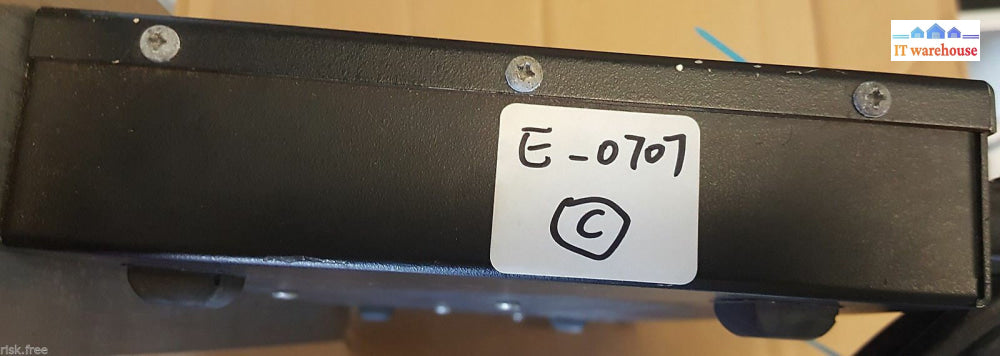 IT warehouse
E-0707
C
risk.free